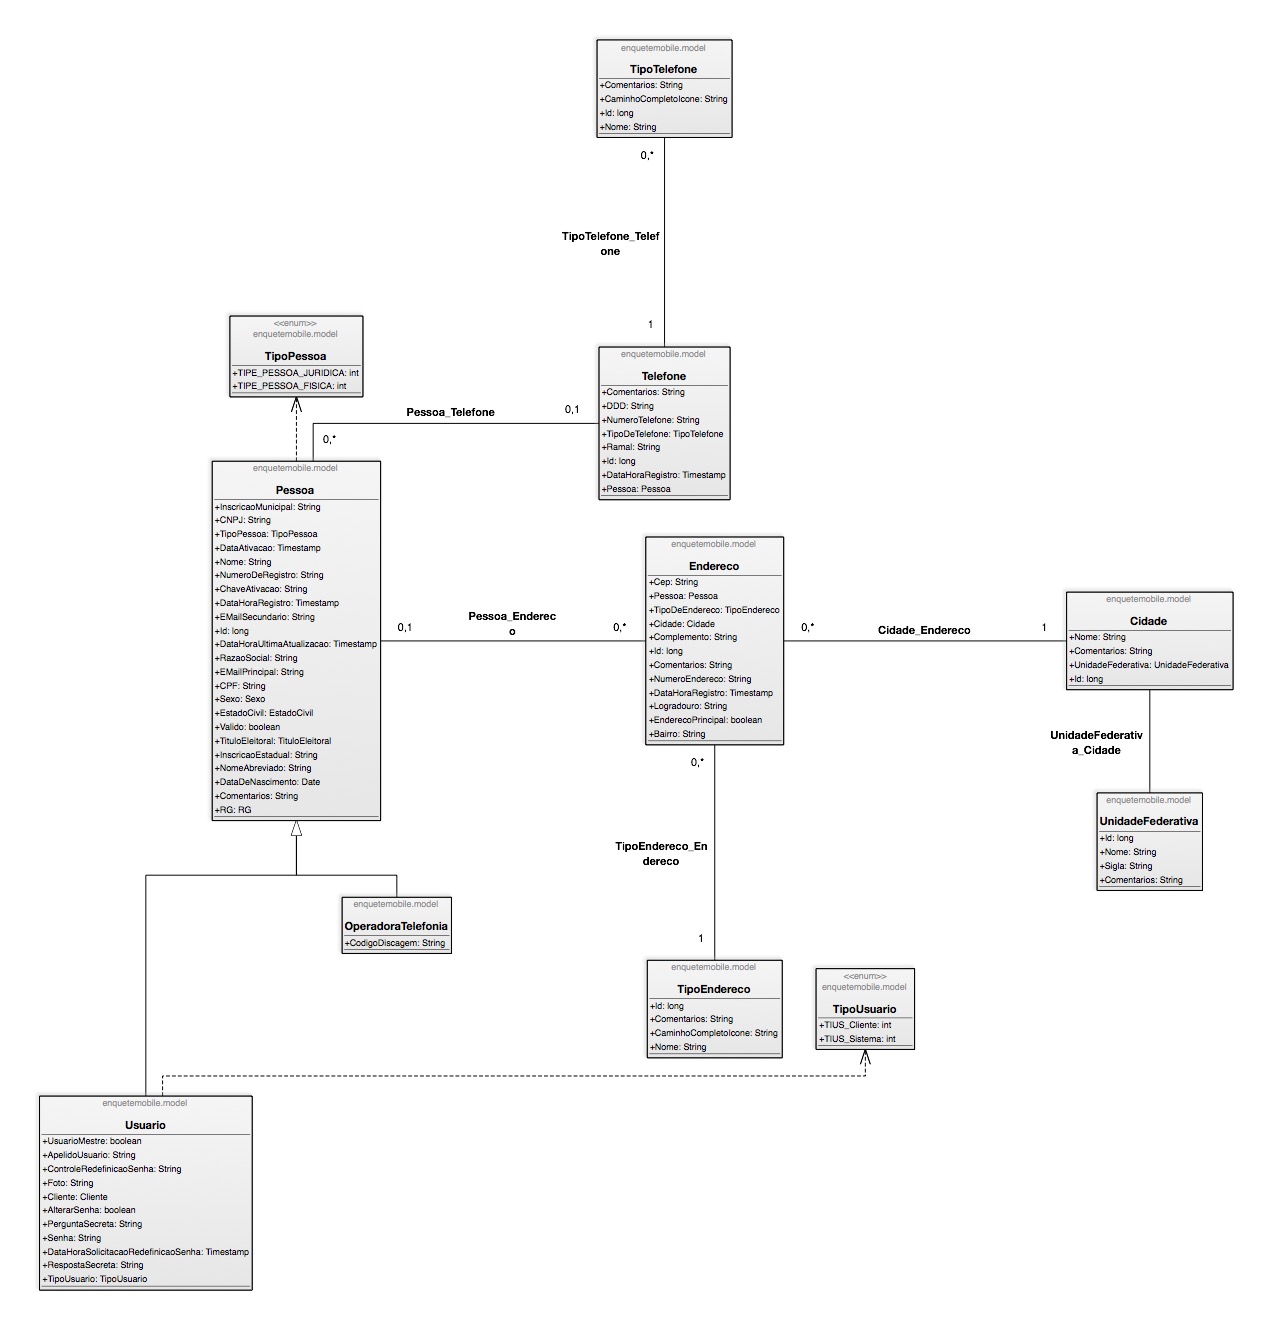 enquetemobile.model
TipoTelefone
+Comentarios: String
+CaminhoCompletoIcone: String
+Id: long
+Nome: String
0,*
TipoTelefone_Telef
one
1
<<enum>>
enquetemobile.model
TipoPessoa
+TIPE_PESSOA_JURIDICA: int
+TIPE_PESSOA_FISICA: int
enquetemobile.model
Telefone
+Comentarios: String
+DDD: String
+NumeroTelefone: String
+TipoDeTelefone: TipoTelefone
+Ramal: String
+Id: long
+DataHoraRegistro: Timestamp
+Pessoa: Pessoa
Pessoa_Telefone
0,1
0,*
enquetemobile.model
Pessoa
+InscricaoMunicipal: String
+CNPJ: String
+TipoPessoa: TipoPessoa
+DataAtivacao: Timestamp
+Nome: String
+NumeroDeRegistro: String
+ChaveAtivacao: String
+DataHoraRegistro: Timestamp
+EMailSecundario: String
+Id: long
+DataHoraUltimaAtualizacao: Timestamp
+RazaoSocial: String
+EMailPrincipal: String
+CPF: String
+Sexo: Sexo
+EstadoCivil: EstadoCivil
+Valido: boolean
+TituloEleitoral: TituloEleitoral
+InscricaoEstadual: String
+NomeAbreviado: String
+DataDeNascimento: Date
+Comentarios: String
+RG: RG
0,1
Pessoa_Enderec
o
0,*
enquetemobile.model
Endereco
+Cep: String
+Pessoa: Pessoa
+TipoDeEndereco: TipoEndereco
+Cidade: Cidade
+Complemento: String
+Id: long
+Comentarios: String
+NumeroEndereco: String
+DataHoraRegistro: Timestamp
+Logradouro: String
+EnderecoPrincipal: boolean
+Bairro: String
0,*
Cidade_Endereco
1
enquetemobile.model
Cidade
+Nome: String
+Comentarios: String
+UnidadeFederativa: UnidadeFederativa
+Id: long
UnidadeFederativ
a_Cidade
enquetemobile.model
UnidadeFederativa
+Id: long
+Nome: String
+Sigla: String
+Comentarios: String
0,*
TipoEndereco_En
dereco
1
enquetemobile.model
OperadoraTelefonia
+CodigoDiscagem: String
enquetemobile.model
TipoEndereco
+Id: long
+Comentarios: String
+CaminhoCompletoIcone: String
+Nome: String
<<enum>>
enquetemobile.model
TipoUsuario
+TIUS_Cliente: int
+TIUS_Sistema: int
enquetemobile.model
Usuario
+UsuarioMestre: boolean
+ApelidoUsuario: String
+ControleRedefinicaoSenha: String
+Foto: String
+Cliente: Cliente
+AlterarSenha: boolean
+PerguntaSecreta: String
+Senha: String
+DataHoraSolicitacaoRedefinicaoSenha: Timestamp
+RespostaSecreta: String
+TipoUsuario: TipoUsuario